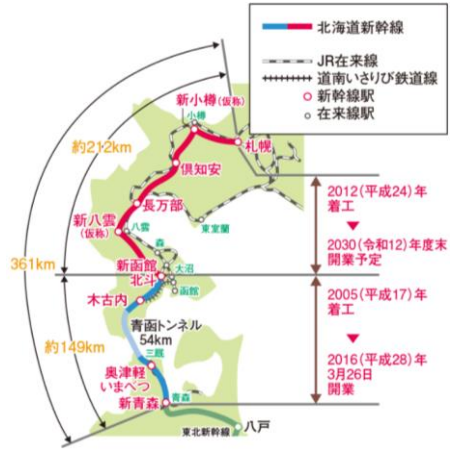 北海道新幹線
JR在来線
道南いさりび鉄道線
新幹線駅
在来線駅
新小樽(仮称)
小樽
札幌
約212km
倶知安
長万部
新八雲
(仮称)
八雲
東室蘭
森
361km
新函館
北斗
大沼
函館
木古内
青函トンネル
54km
約149km
三厩
奥津軽
いまべつ
新青森
青森
東北新幹線
八戸
2012(平成24)年
着工
2030(令和12)年度末
開業予定
2005(平成17)年
着工
2016(平成28)年
3月26日
開業